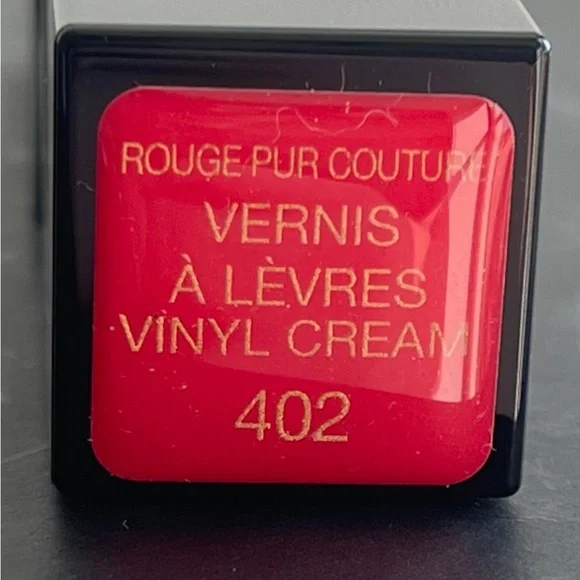 ROUGE PUR COUTURE
VERNIS
À LÈVRES
VINYL CREAM
402